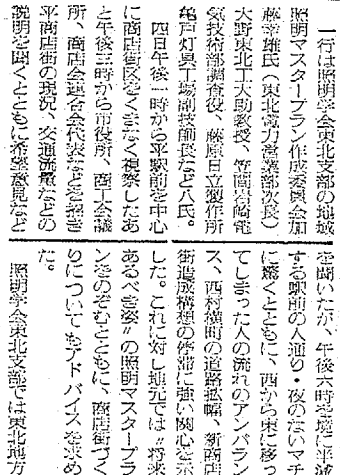 一行は照明学会東北支部の地域
照明マスタープラン作成委員会加
藤幸雄氏（東北電力営業部次長）
大野東北工大助教授、笠間岩崎電
気技術部調査役、藤原日立製作所
亀戸灯具工場副技師長など八氏。
四日午後一時から平駅前を中心
に商店街区をくまなく視察したあ
と午後三時から市役所、商工会議
所、商店会連合会代表などを招き
平商店街の現況、交通流量などの
説明を聞くとともに希望意見など
を聞いたが、午後六時を境に半減
する駅前の人通り・夜のないマチ
に驚くとともに、西から東に移っ
てしまった人の流れのアンバラン
ス、西村横町の道路拡幅、新商店
街造成構想の停滞に強い関心を示
した。これに対し地元では〃将来
あるべき姿〃の照明マスタープラ
ンをのぞむとともに、商店街づく
りについてもアドバイスを求め
た。
照明学会東北支部では東北地方